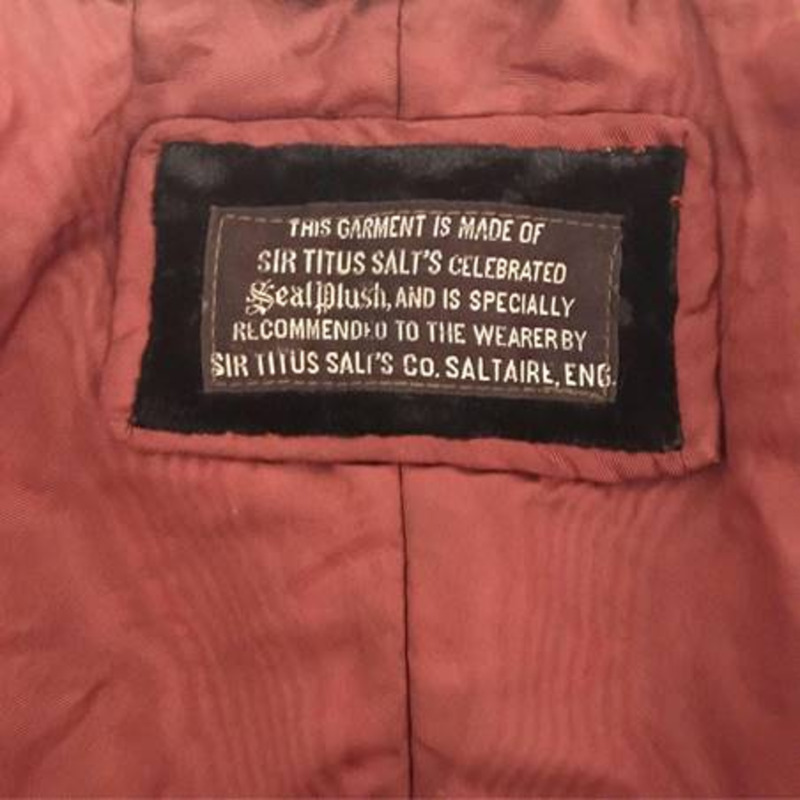 THIS GARMENT IS MADE OF
SIR TITUS SALT'S CELEBRATED
Seal Plush, AND IS SPECIALLY
RECOMMENDED TO THE WEARER BY
SIR TITUS SALT'S CO. SALTAIRE, ENG.